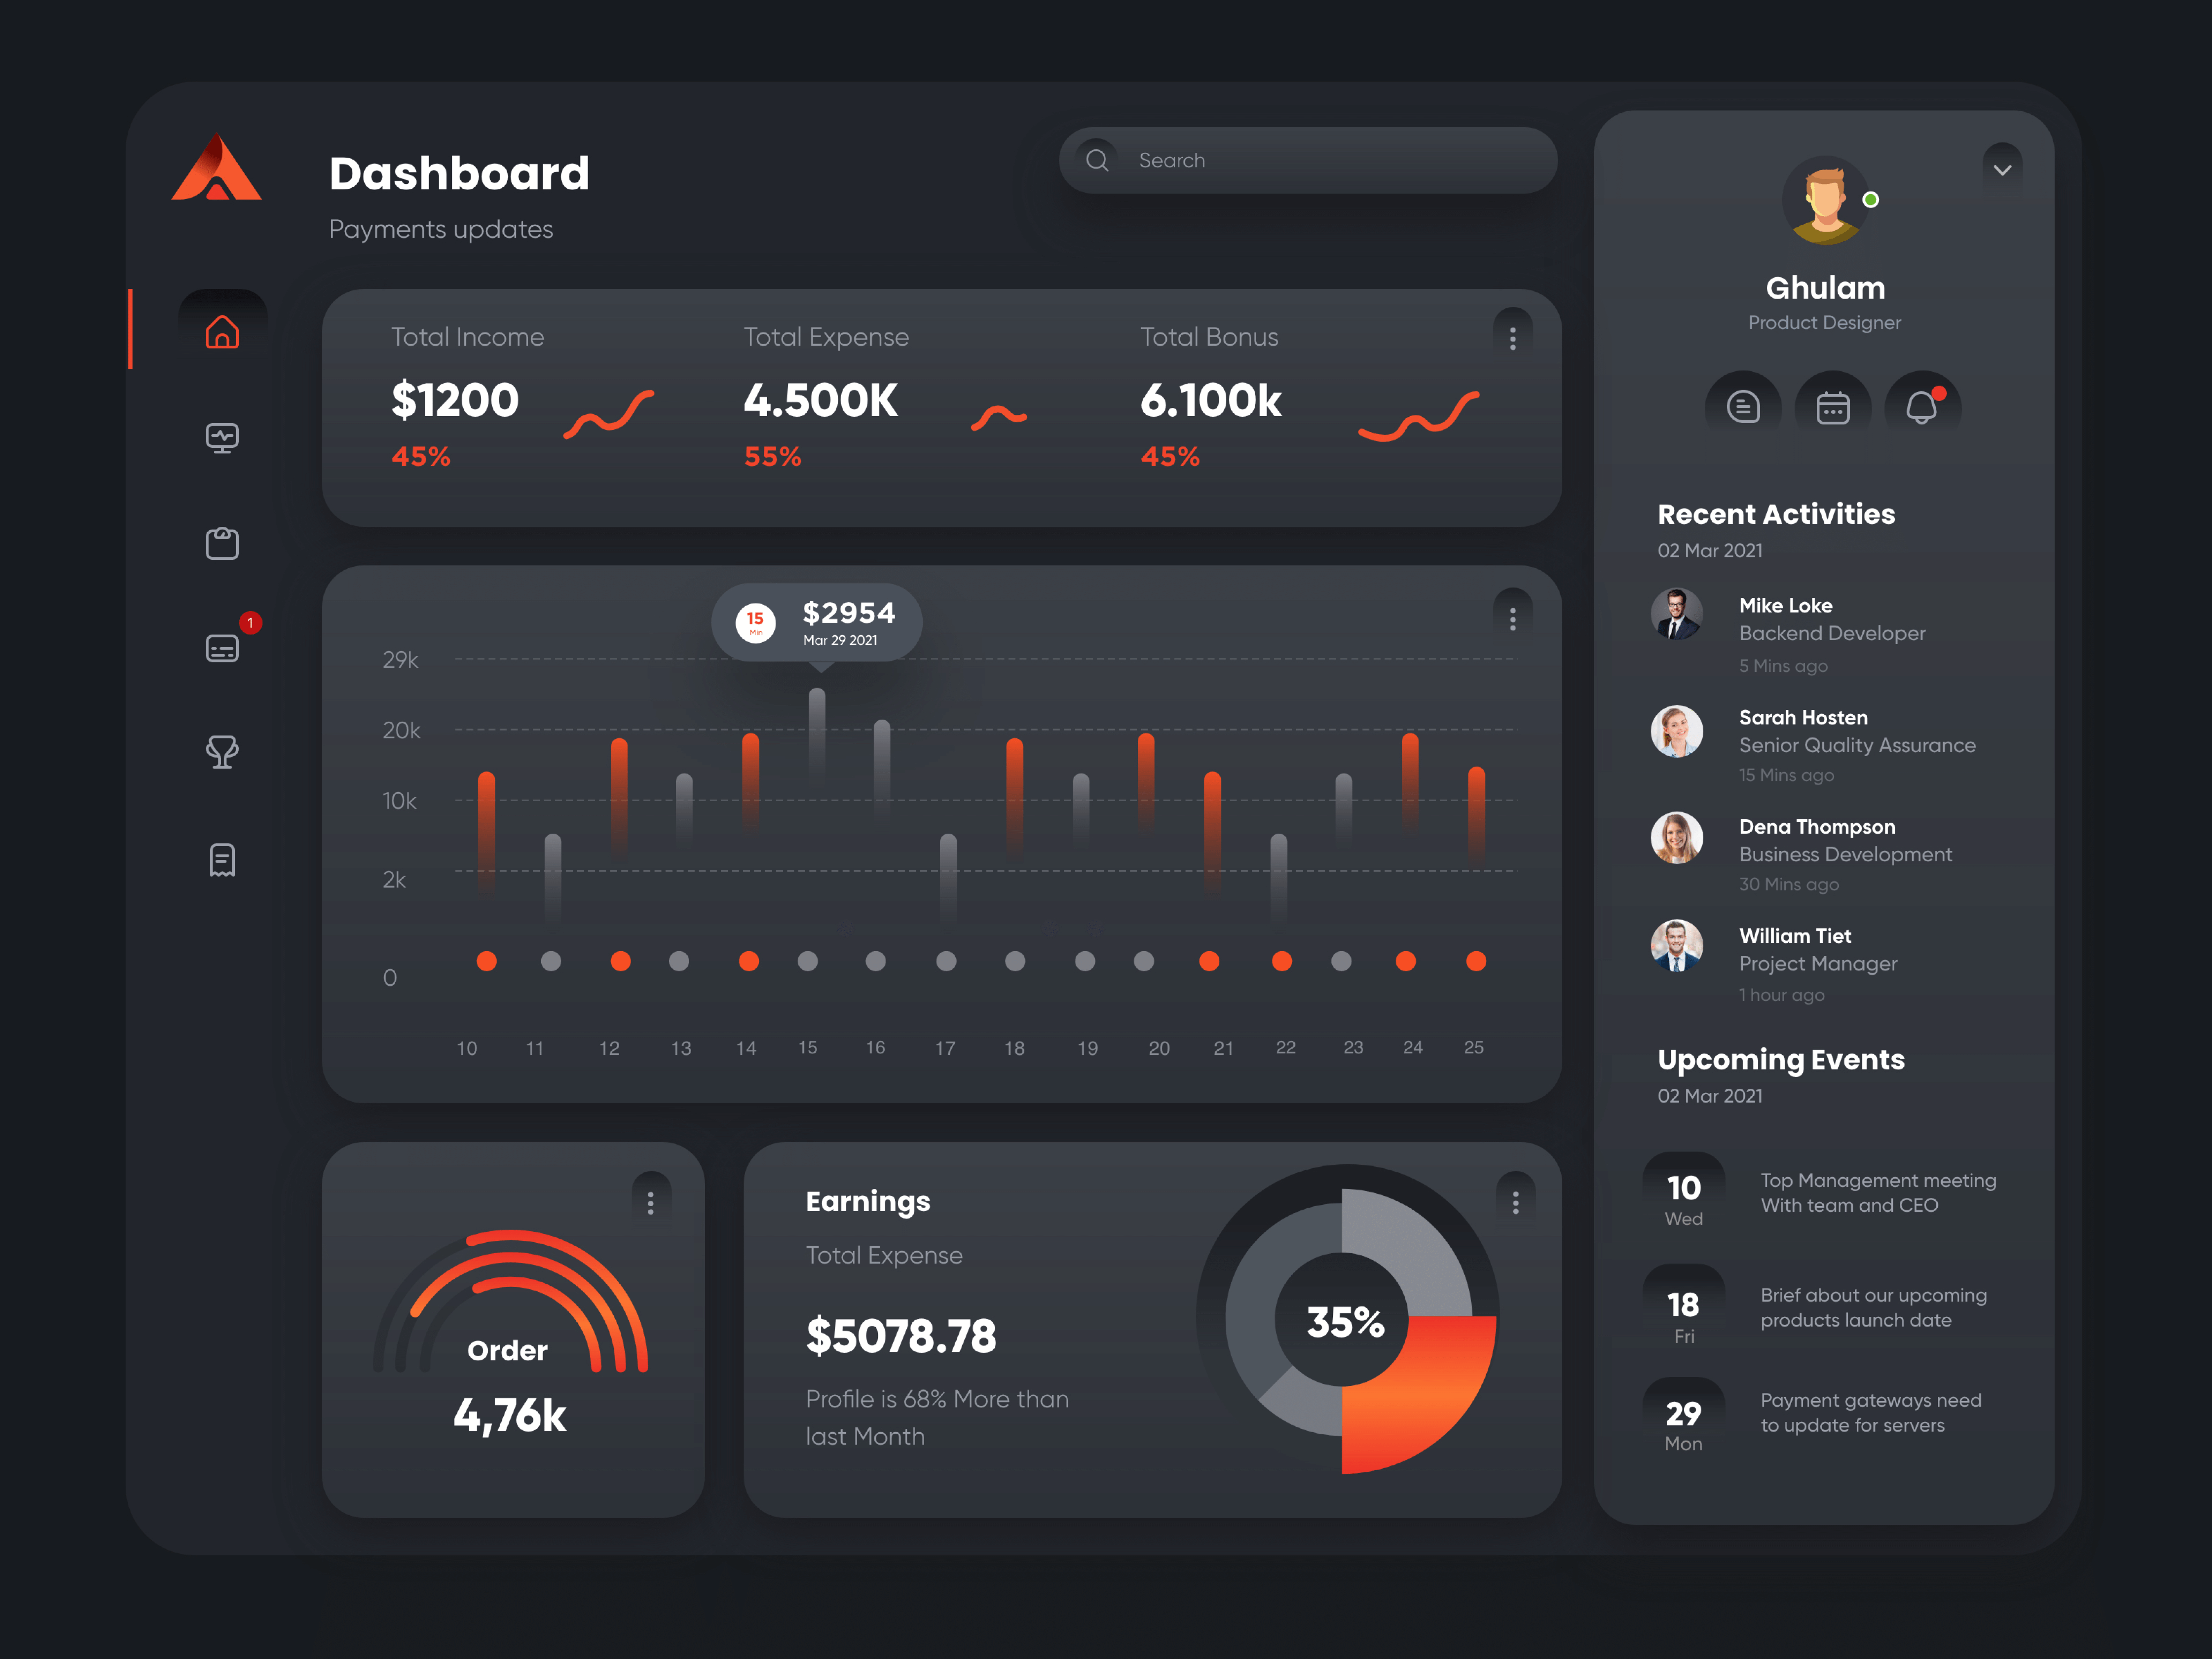 Dashboard
Payments updates
Search
Total Income
$1200
45%
Total Expense
4.500K
55%
Total Bonus
6.100k
45%
15
Min
$2954
Mar 29 2021
29k
20k
10k
2k
0
10 11 12 13 14 15 16 17 18 19 20 21 22 23 24 25
1
Order
4,76k
Earnings
Total Expense
$5078.78
Profile is 68% More than
last Month
35%
Ghulam
Product Designer
Recent Activities
02 Mar 2021
Mike Loke
Backend Developer
5 Mins ago
Sarah Hosten
Senior Quality Assurance
15 Mins ago
Dena Thompson
Business Development
30 Mins ago
William Tiet
Project Manager
1 hour ago
Upcoming Events
02 Mar 2021
10
Wed
Top Management meeting
With team and CEO
18
Fri
Brief about our upcoming
products launch date
29
Mon
Payment gateways need
to update for servers